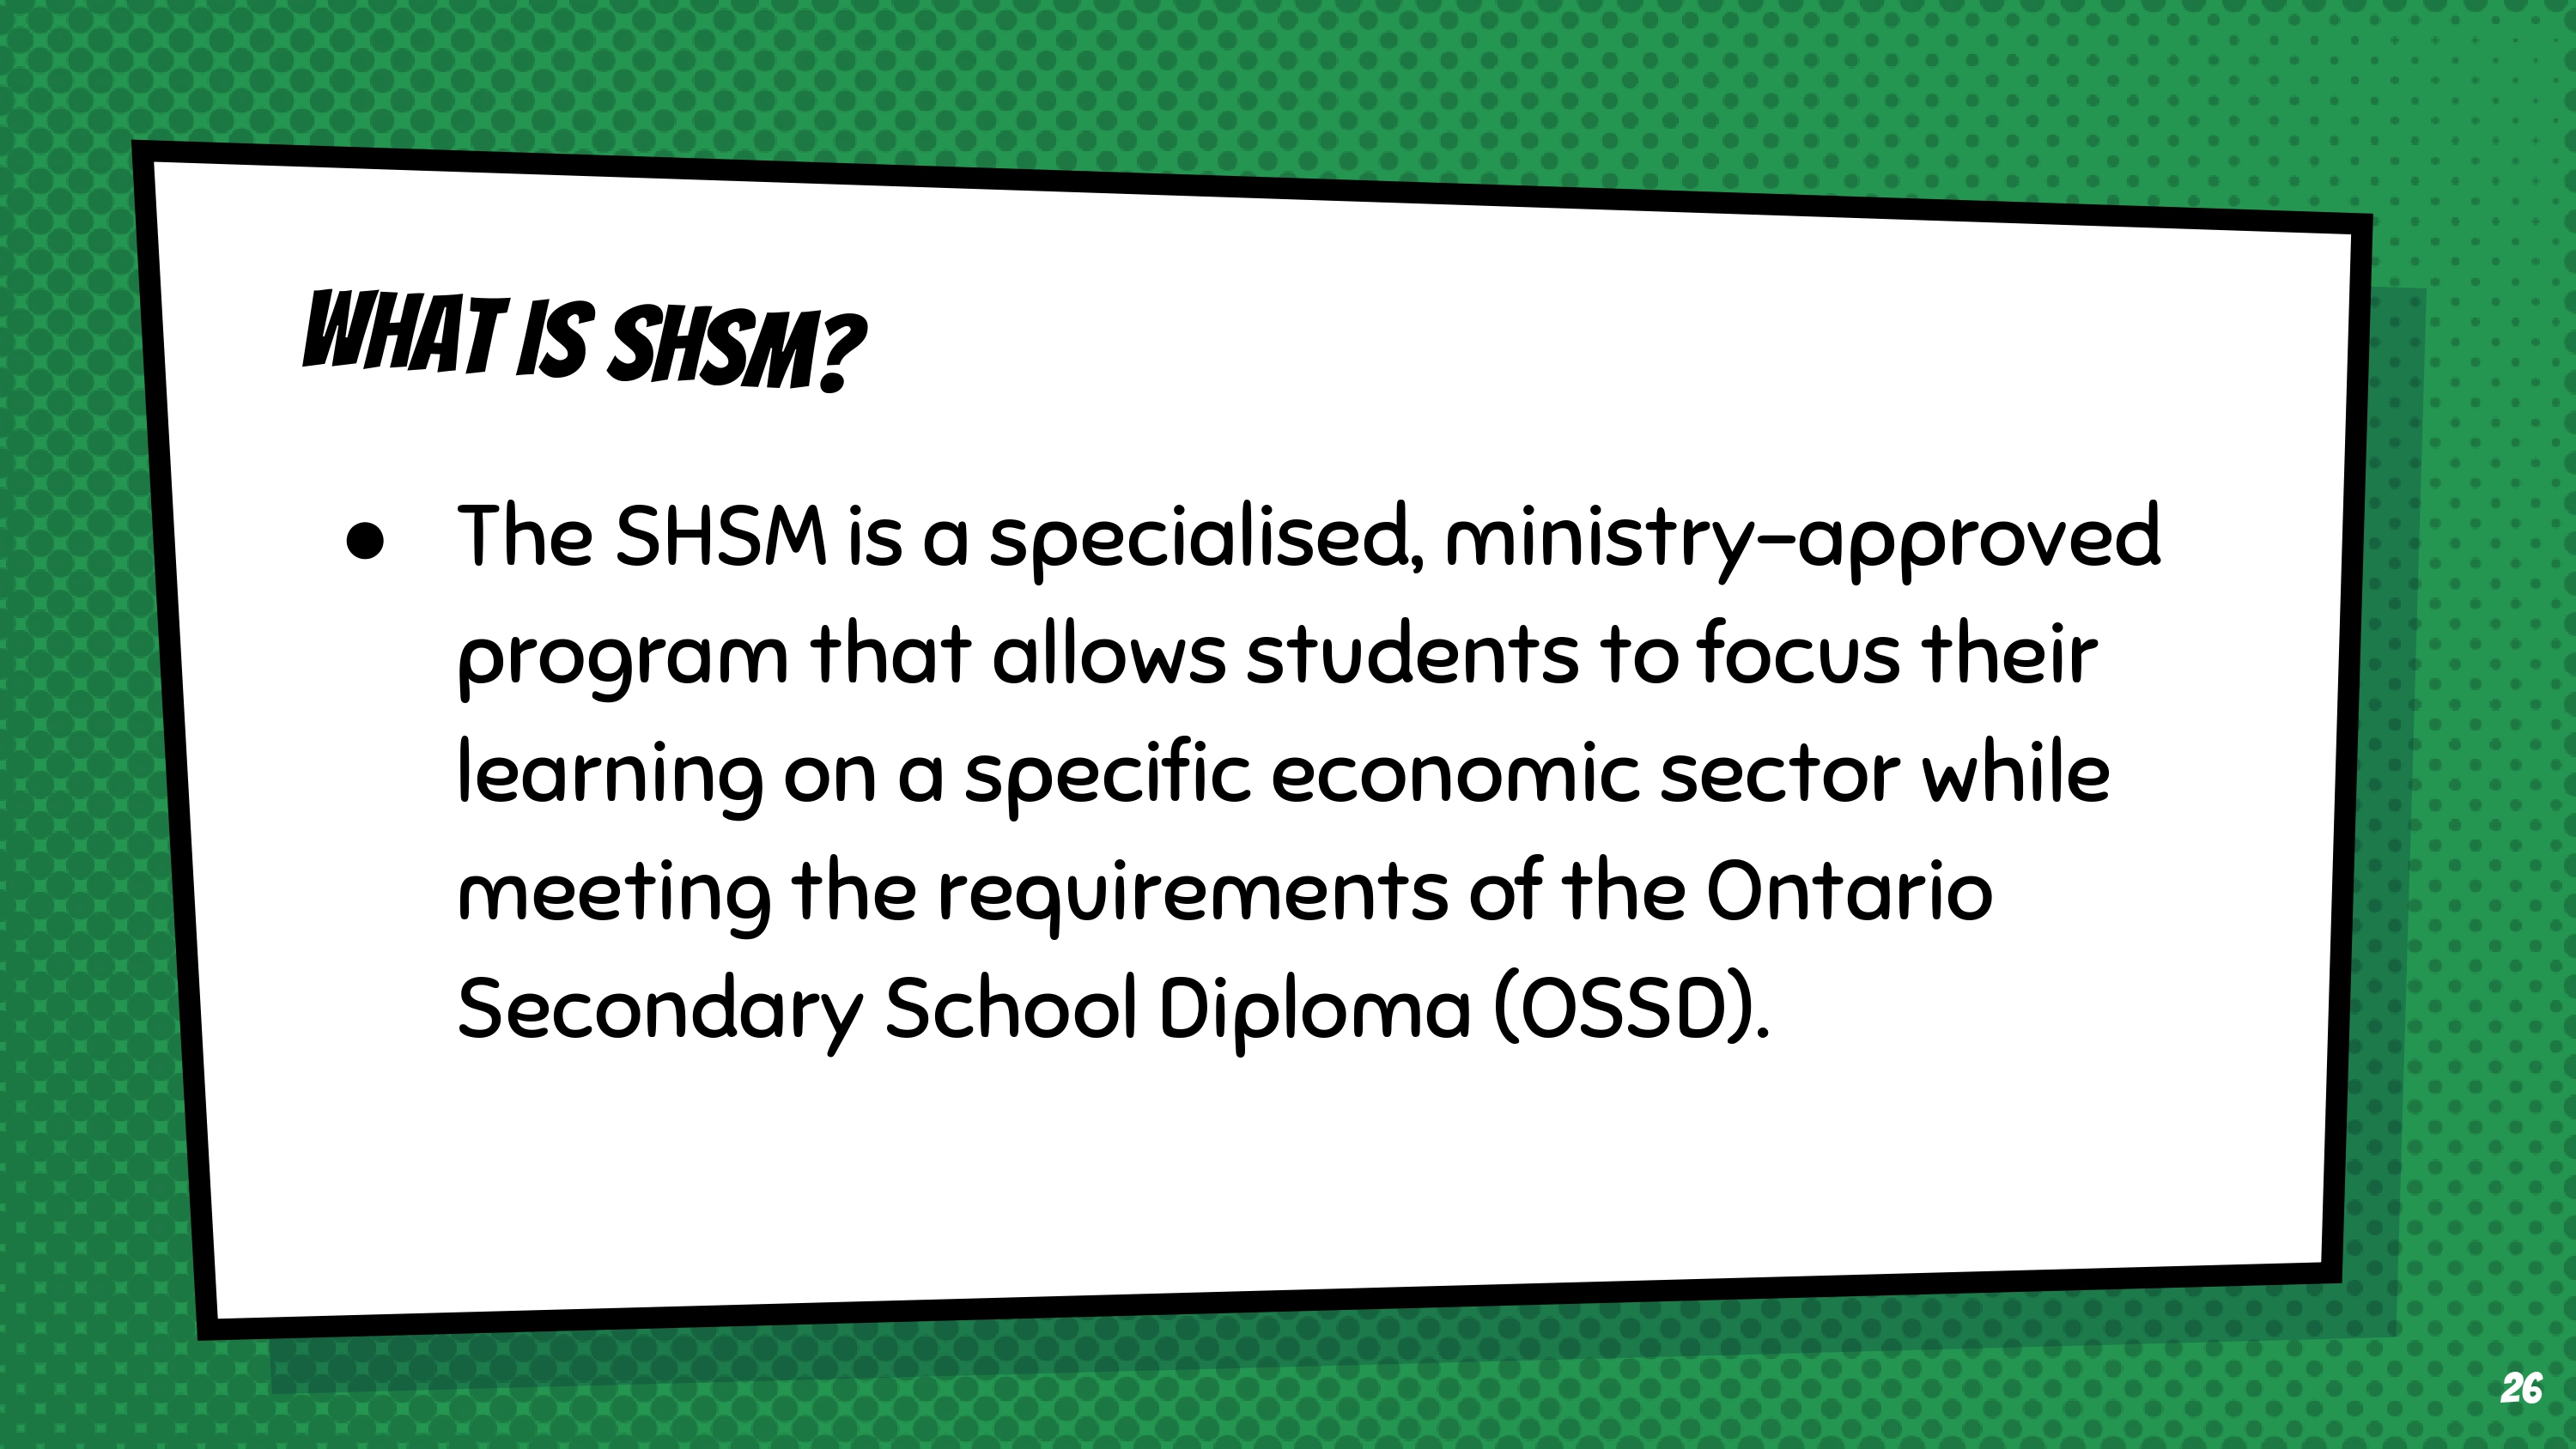 WHAT IS SHSM?
● The SHSM is a specialised, ministry-approved
program that allows students to focus their
learning on a specific economic sector while
meeting the requirements of the Ontario
Secondary School Diploma (OSSD).
26